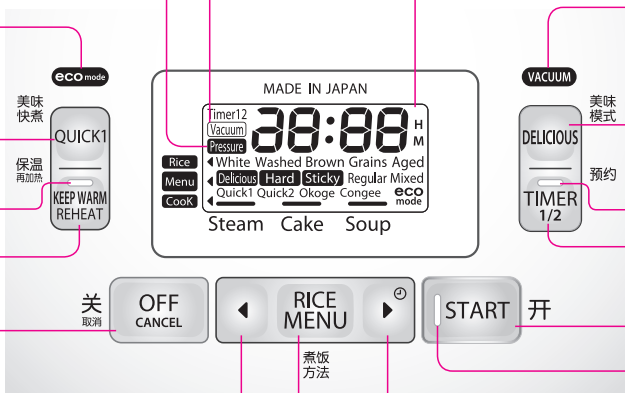 eco mode
VACUUM
美味
快煮
QUICK1
保温
再加热
KEEP WARM
REHEAT
MADE IN JAPAN
Timer12
Vacuum
Pressure
38:88 H
M
Rice
White Washed Brown Grains Aged
Menu
Delicious Hard Sticky Regular Mixed
CooK
Quick1 Quick2 Okoge Congee eco
mode
Steam Cake Soup
美味
模式
DELICIOUS
预约
TIMER
1/2
关
取消
OFF
CANCEL
RICE
MENU
煮饭
方法
START
开